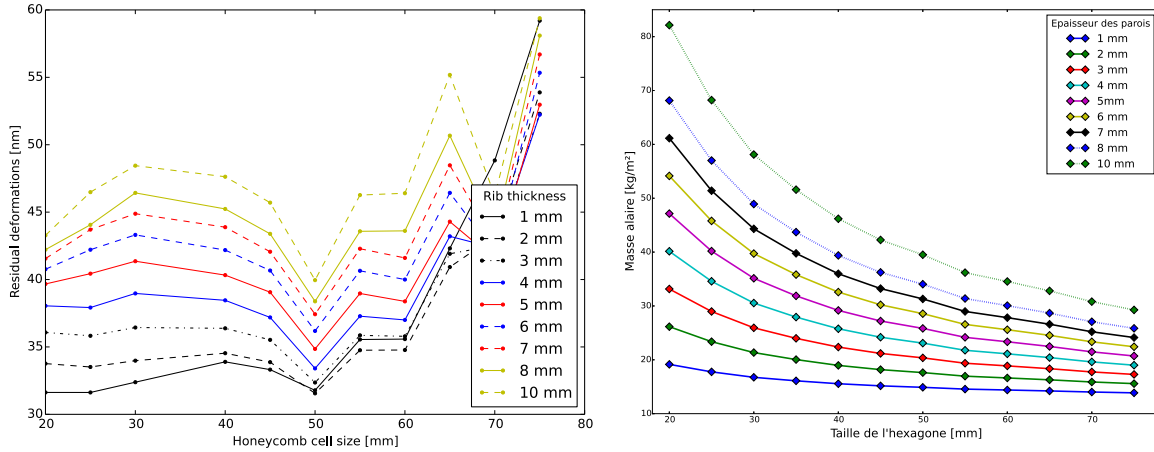 60
55
50
45
40
35
30
20
30
40
50
60
70
80
Residual deformations [nm]
Honeycomb cell size [mm]
Rib thickness
1 mm
2 mm
3 mm
4 mm
5 mm
6 mm
7 mm
8 mm
10 mm
80
70
60
50
40
30
20
10
20
30
40
50
60
70
Masse alaire [kg/m²]
Taille de l'hexagone [mm]
Epaisseur des parois
1 mm
2 mm
3 mm
4 mm
5mm
6 mm
7 mm
8 mm
10 mm